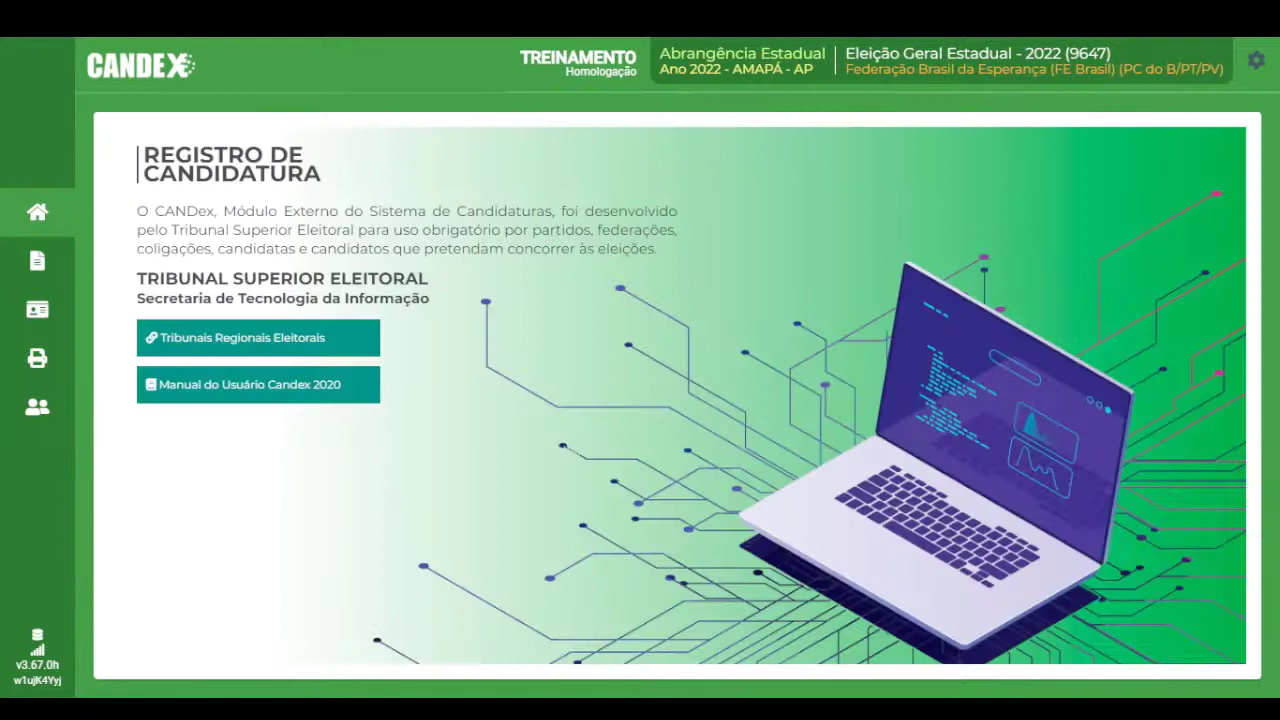 CANDEX
TREINAMENTO
Homologação
Abrangência Estadual
Ano 2022 - AMAPÁ - AP
Eleição Geral Estadual - 2022 (9647)
Federação Brasil da Esperança (FE Brasil) (PC do B/PT/PV)
REGISTRO DE
CANDIDATURA
O CANDex, Módulo Externo do Sistema de Candidaturas, foi desenvolvido
pelo Tribunal Superior Eleitoral para uso obrigatório por partidos, federações,
coligações, candidatas e candidatos que pretendam concorrer às eleições.
TRIBUNAL SUPERIOR ELEITORAL
Secretaria de Tecnologia da Informação
Tribunais Regionais Eleitorais
Manual do Usuário Candex 2020
v3.67.0h
w1ujK4Yyj